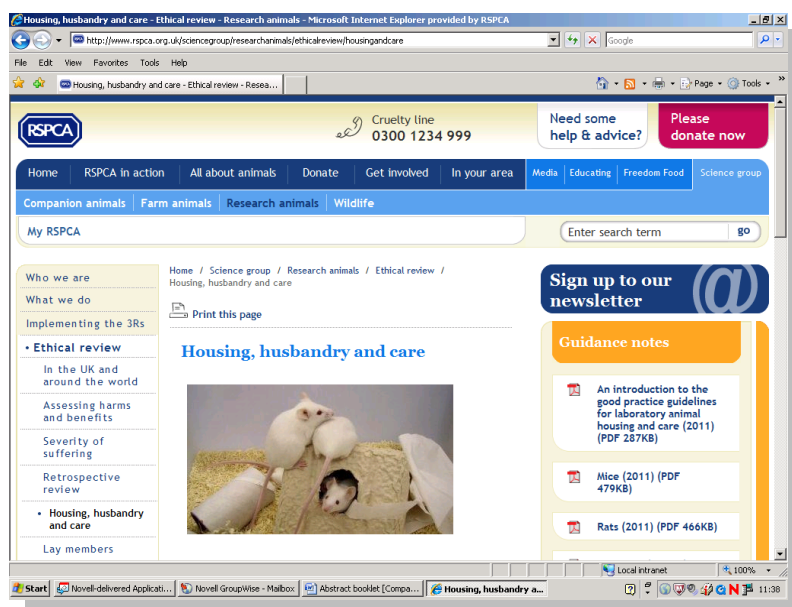 Housing, husbandry and care - Ethical review - Research animals - Microsoft Internet Explorer provided by RSPCA
http://www.rspca.org.uk/sciencegroup/researchanimals/ethicalreview/housingandcare
Google
File Edit View Favorites Tools Help
Housing, husbandry and care - Ethical review - Resea...
Page Tools
RSPCA
Cruelty line
0300 1234 999
Need some
help & advice?
Please
donate now
Home RSPCA in action All about animals Donate Get involved In your area Media Educating Freedom Food Science group
Companion animals Farm animals Research animals Wildlife
My RSPCA
Enter search term go
Who we are
What we do
Implementing the 3Rs
• Ethical review
In the UK and
around the world
Assessing harms
and benefits
Severity of
suffering
Retrospective
review
• Housing, husbandry
and care
Lay members
Home / Science group / Research animals / Ethical review /
Housing, husbandry and care
Print this page
Housing, husbandry and care
Sign up to our
newsletter
@
Guidance notes
An introduction to the
good practice guidelines
for laboratory animal
housing and care (2011)
(PDF 287KB)
Mice (2011) (PDF
479KB)
Rats (2011) (PDF 466KB)
Local intranet 100%
Start Novell-delivered Applicati... Novell GroupWise - Mailbox Abstract booklet [Compa... Housing, husbandry a... 11:38